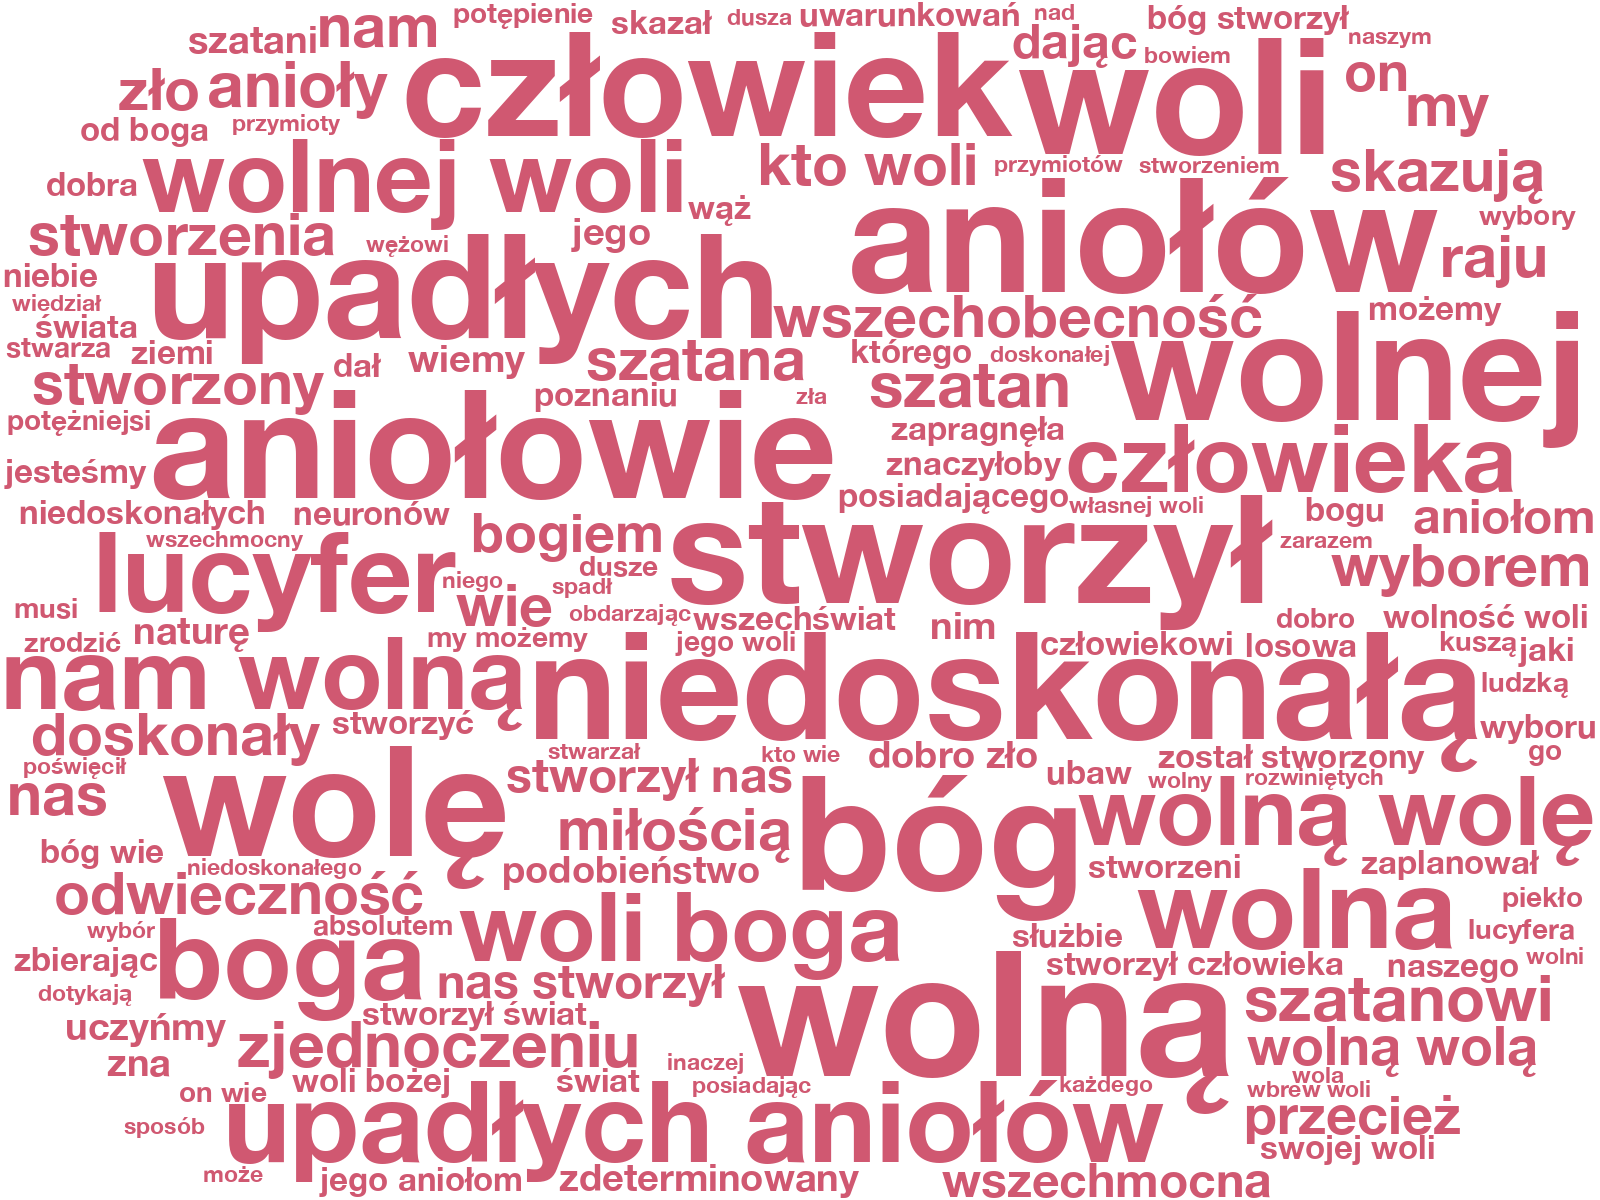 potępienie
skazał
dusza
uwarunkowań
nad
bóg stworzył
szatani
nam
człowiek
dając
bowiem
naszym
woli
zło
anioły
on
my
od boga
przymioty
wolnej woli
kto woli
przymiotów
stworzeniem
skazują
dobra
wąż
aniołów
wybory
stworzenia
wężowi
jego
raju
niebie
upadłych
wiedział
wszechobecność
możemy
świata
stwarza
ziemi
dał
wiemy
szatana
którego
doskonałej
wolnej
stworzony
poznaniu
zła
szatan
potężniejsi
aniołowie
zapragnęła
jesteśmy
znaczyłoby
człowieka
posiadającego
własnej woli
niedoskonałych
neuronów
bogiem
stworzył
bogu
aniołom
wszechmocny
zarazem
lucyfer
niego
dusze
wyborem
spadł
wie
musi
obdarzając
wszechświat
nim
dobro
wolność woli
zrodzić
naturę
my możemy
jego woli
człowiekowi
losowa
kuszą
jaki
nam wolną
niedoskonałą
ludzką
doskonały
stworzyć
wyboru
stwarzał
kto wie
dobro zło
został stworzony
go
poświęcił
wolę
stworzył nas
ubaw
wolny
rozwiniętych
nas
miłością
bóg
wolną wolę
bóg wie
niedoskonałego
podobieństwo
stworzeni
zaplanował
odwieczność
woli boga
wolna
piekło
wybór
absolutem
służbie
lucyfera
zbierając
boga
nas stworzył
stworzył człowieka
naszego
wolni
dotykają
stworzył świat
wolną
szatanowi
uczyńmy
zjednoczeniu
wolną wolą
zna
inaczej
on wie
woli bożej
świat
posiadając
każdego
wola
wbrew woli
sposób
upadłych aniołów
przecież
swojej woli
może
jego aniołom
zdeterminowany
wszechmocna